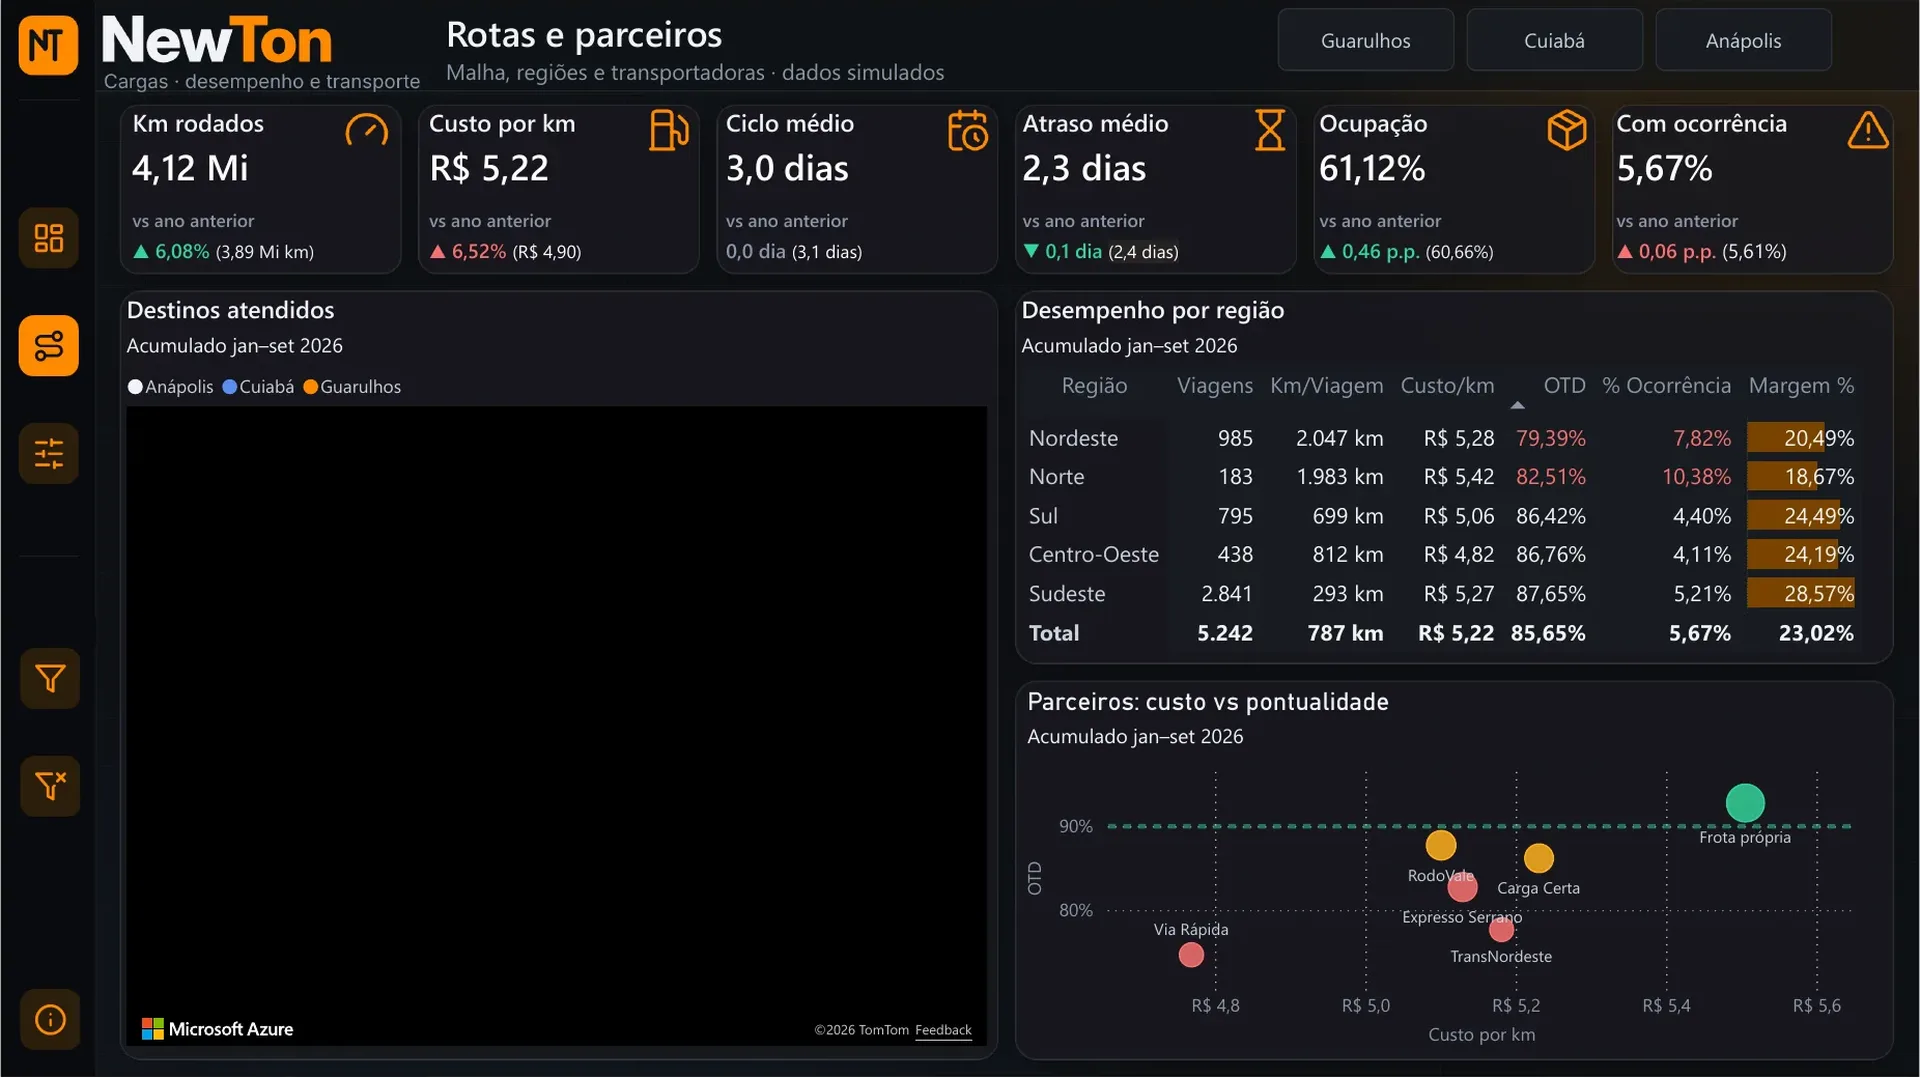 NT
NewTon
Cargas · desempenho e transporte
Rotas e parceiros
Malha, regiões e transportadoras · dados simulados
Guarulhos
Cuiabá
Anápolis
Km rodados
4,12 Mi
vs ano anterior
▲ 6,08% (3,89 Mi km)
Custo por km
R$ 5,22
vs ano anterior
▲ 6,52% (R$ 4,90)
Ciclo médio
3,0 dias
vs ano anterior
0,0 dia (3,1 dias)
Atraso médio
2,3 dias
vs ano anterior
▼ 0,1 dia (2,4 dias)
Ocupação
61,12%
vs ano anterior
▲ 0,46 p.p. (60,66%)
Com ocorrência
5,67%
vs ano anterior
▲ 0,06 p.p. (5,61%)
Destinos atendidos
Acumulado jan–set 2026
Anápolis Cuiabá Guarulhos
Microsoft Azure
©2026 TomTom Feedback
Desempenho por região
Acumulado jan–set 2026
Região Viagens Km/Viagem Custo/km OTD % Ocorrência Margem %
Nordeste 985 2.047 km R$ 5,28 79,39% 7,82% 20,49%
Norte 183 1.983 km R$ 5,42 82,51% 10,38% 18,67%
Sul 795 699 km R$ 5,06 86,42% 4,40% 24,49%
Centro-Oeste 438 812 km R$ 4,82 86,76% 4,11% 24,19%
Sudeste 2.841 293 km R$ 5,27 87,65% 5,21% 28,57%
Total 5.242 787 km R$ 5,22 85,65% 5,67% 23,02%
Parceiros: custo vs pontualidade
Acumulado jan–set 2026
OTD
90%
80%
Frota própria
RodoVale
Carga Certa
Expresso Serrano
Via Rápida
TransNordeste
R$ 4,8 R$ 5,0 R$ 5,2 R$ 5,4 R$ 5,6
Custo por km